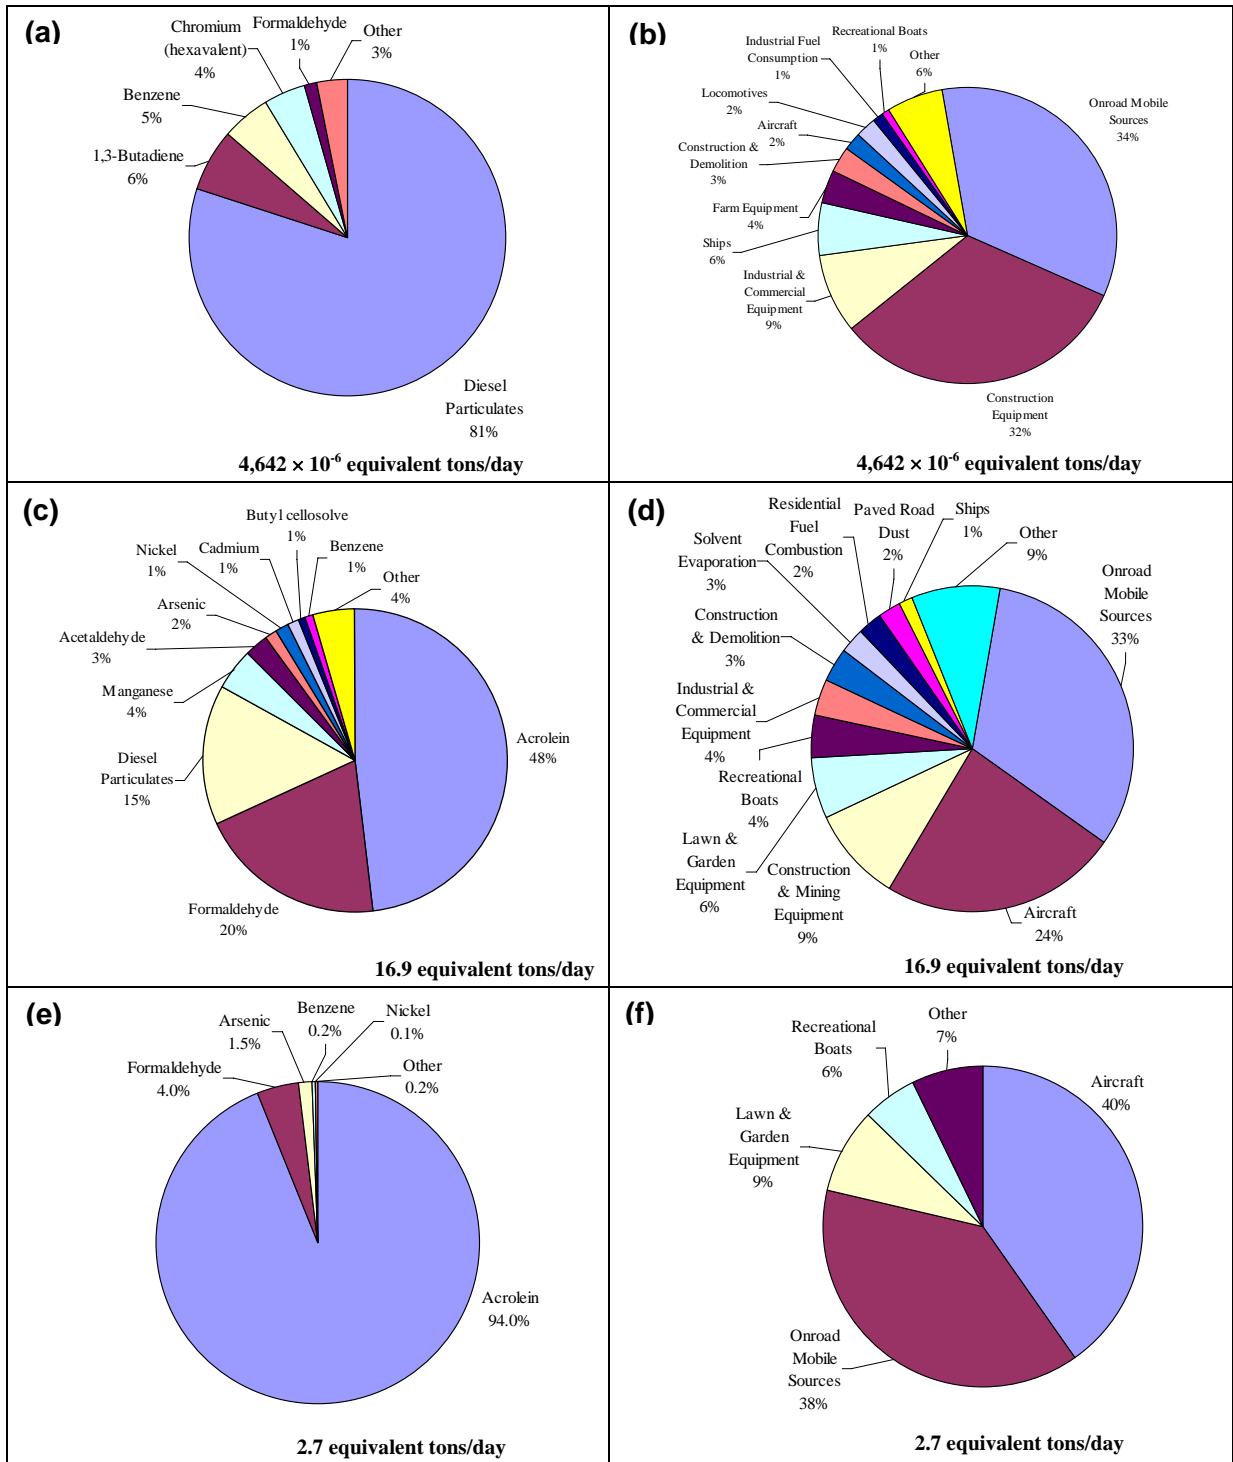 (a)
Chromium
(hexavalent)
4%
Formaldehyde
1%
Other
3%
Benzene
5%
1,3-Butadiene
6%
Diesel
Particulates
81%
4,642 × 10-6 equivalent tons/day
(b)
Recreational Boats
1%
Industrial Fuel
Consumption
1%
Other
6%
Locomotives
2%
Aircraft
2%
Construction &
Demolition
3%
Farm Equipment
4%
Ships
6%
Industrial &
Commercial
Equipment
9%
Onroad Mobile
Sources
34%
Construction
Equipment
32%
4,642 × 10-6 equivalent tons/day
(c)
Butyl cellosolve
1%
Nickel
1%
Cadmium
1%
Benzene
1%
Other
4%
Arsenic
2%
Acetaldehyde
3%
Manganese
4%
Diesel
Particulates
15%
Acrolein
48%
Formaldehyde
20%
16.9 equivalent tons/day
(d)
Residential
Fuel
Combustion
2%
Paved Road
Dust
2%
Ships
1%
Other
9%
Solvent
Evaporation
3%
Construction
& Demolition
3%
Industrial &
Commercial
Equipment
4%
Recreational
Boats
4%
Lawn &
Garden
Equipment
6%
Construction
& Mining
Equipment
9%
Onroad
Mobile
Sources
33%
Aircraft
24%
16.9 equivalent tons/day
(e)
Benzene
0.2%
Nickel
0.1%
Arsenic
1.5%
Formaldehyde
4.0%
Other
0.2%
Acrolein
94.0%
2.7 equivalent tons/day
(f)
Other
7%
Recreational
Boats
6%
Lawn &
Garden
Equipment
9%
Aircraft
40%
Onroad
Mobile
Sources
38%
2.7 equivalent tons/day